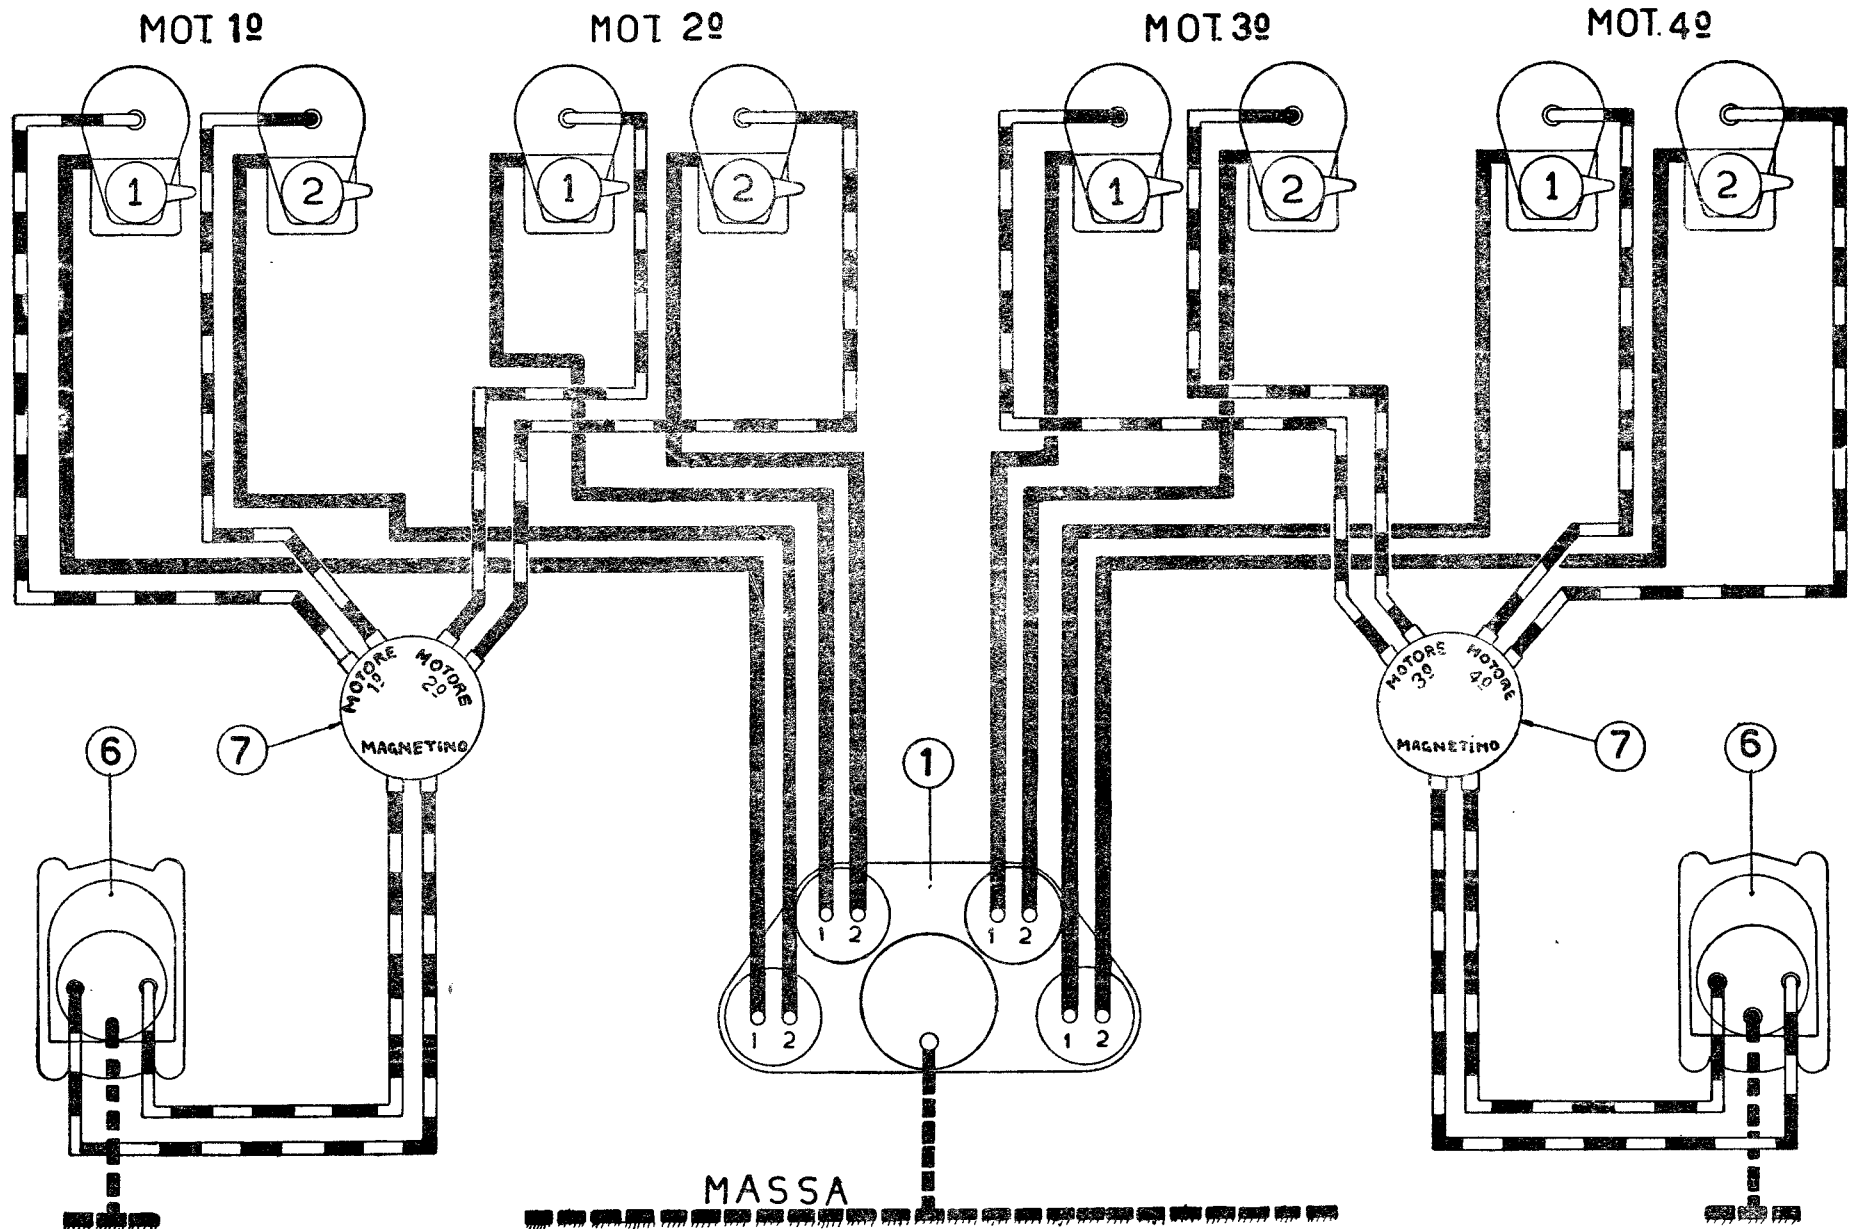 MOT. 1º
MOT. 2º
MOT. 3º
MOT. 4º
1
2
1
2
1
2
1
2
MOTORE
1º
MOTORE
2º
MAGNETINO
MOTORE
3º
MOTORE
4º
MAGNETINO
6
7
1
7
6
1 2
1 2
1 2
1 2
MASSA